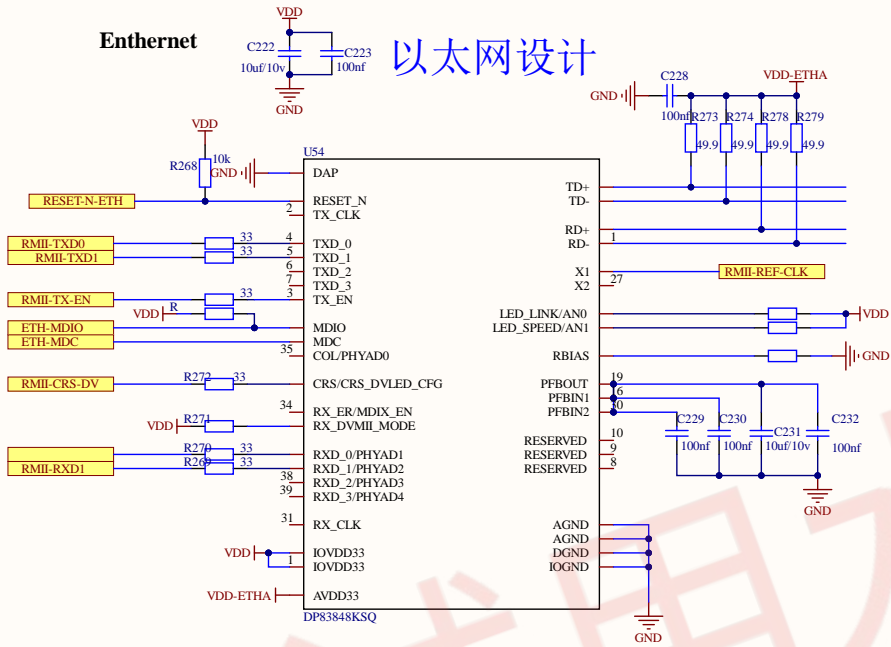 VDD
Enthernet
C222
10uf/10v
C223
100nf
GND
以太网设计
C228
VDD-ETHA
GND
100nf
R273
R274
R278
R279
49.9
49.9
49.9
49.9
VDD
R268
10k
GND
U54
DAP
RESET-N-ETH
RESET_N
2
TX_CLK
RMII-TXD0
33
4
TXD_0
RMII-TXD1
33
5
TXD_1
6
TXD_2
7
TXD_3
RMII-TX-EN
33
3
TX_EN
VDD
R
ETH-MDIO
MDIO
ETH-MDC
MDC
35
COL/PHYAD0
RMII-CRS-DV
R272
33
CRS/CRS_DVLED_CFG
34
RX_ER/MDIX_EN
VDD
R271
RX_DVMII_MODE
R270
33
RXD_0/PHYAD1
RMII-RXD1
R269
33
RXD_1/PHYAD2
38
RXD_2/PHYAD3
39
RXD_3/PHYAD4
31
RX_CLK
VDD
IOVDD33
1
IOVDD33
VDD-ETHA
AVDD33
DP83848KSQ
TD+
TD-
RD+
RD-
1
X1
RMII-REF-CLK
X2
27
LED_LINK/AN0
VDD
LED_SPEED/AN1
RBIAS
GND
PFBOUT
19
PFBIN1
16
PFBIN2
30
C229
100nf
C230
100nf
C231
10uf/10v
C232
100nf
GND
RESERVED
10
RESERVED
9
RESERVED
8
AGND
AGND
DGND
IOGND
GND